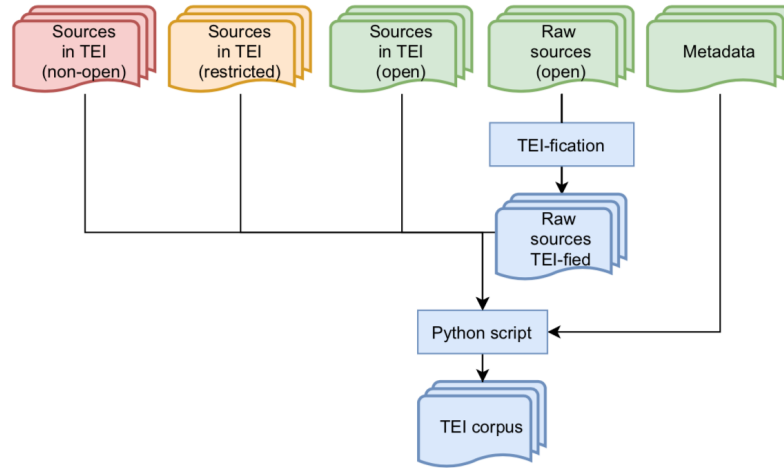 Sources
in TEI
(non-open)
Sources
in TEI
(restricted)
Sources
in TEI
(open)
Raw
sources
(open)
Metadata
TEI-fication
Raw
sources
TEI-fied
Python script
TEI corpus